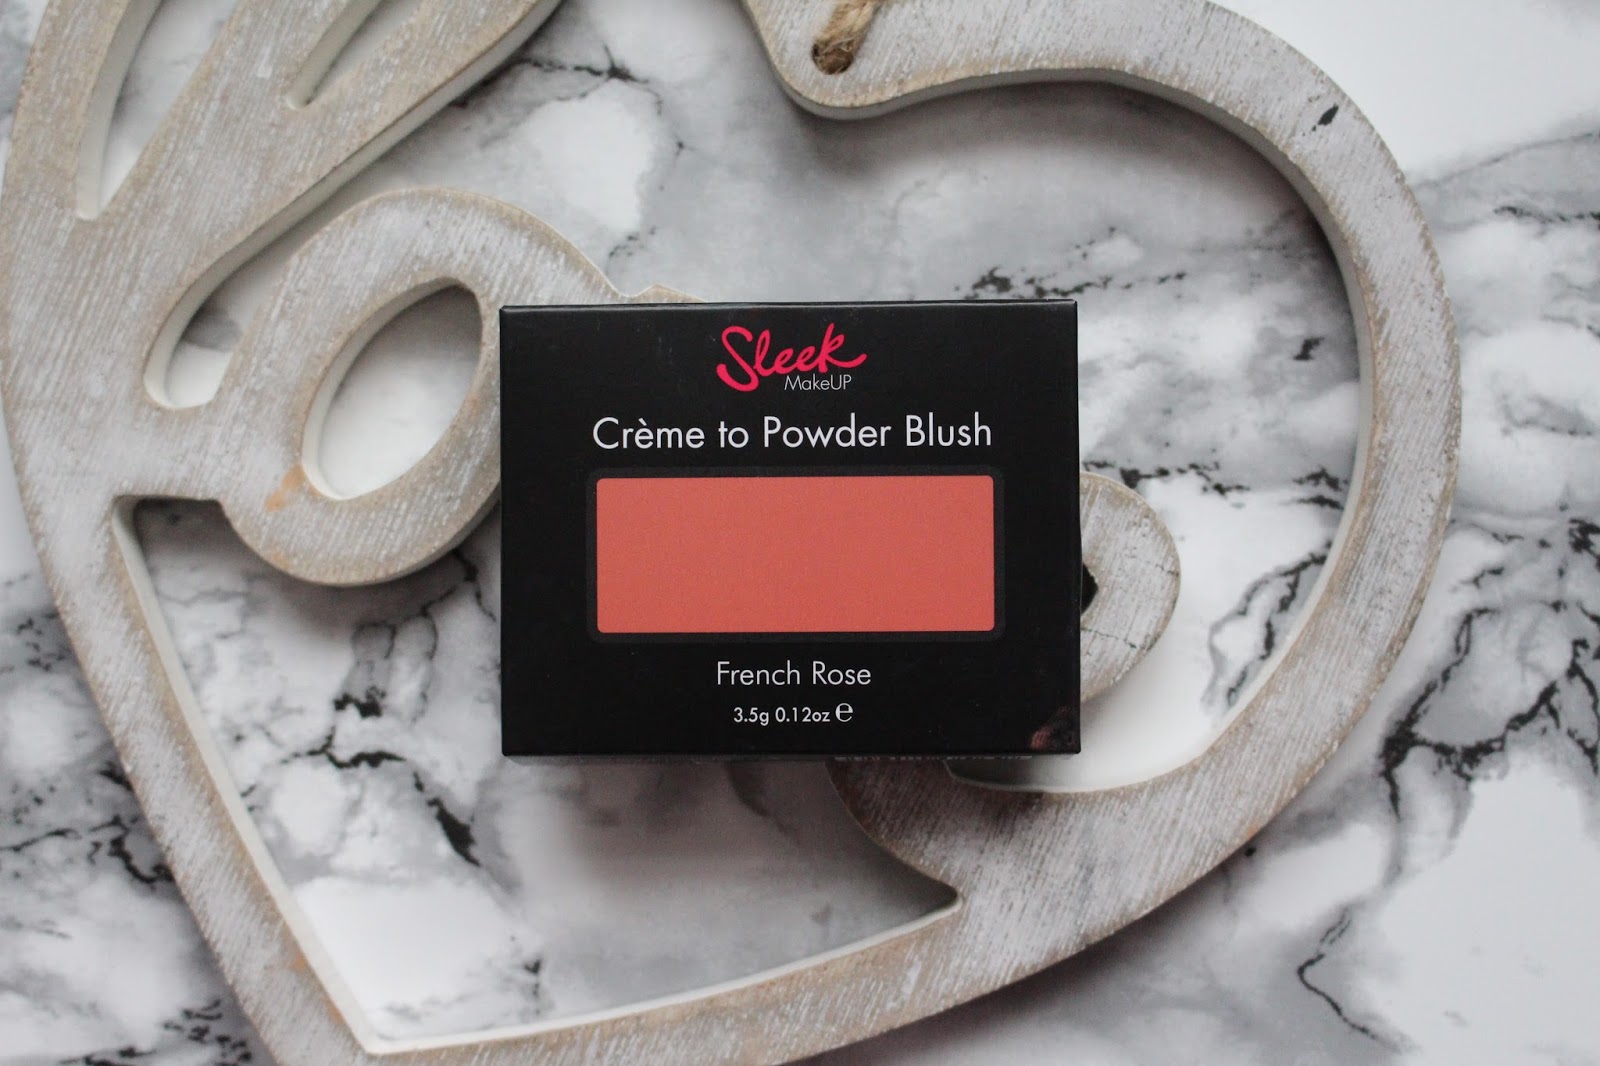 Sleek
MakeUP
Crème to Powder Blush
French Rose
3.5g 0.12oz ℮